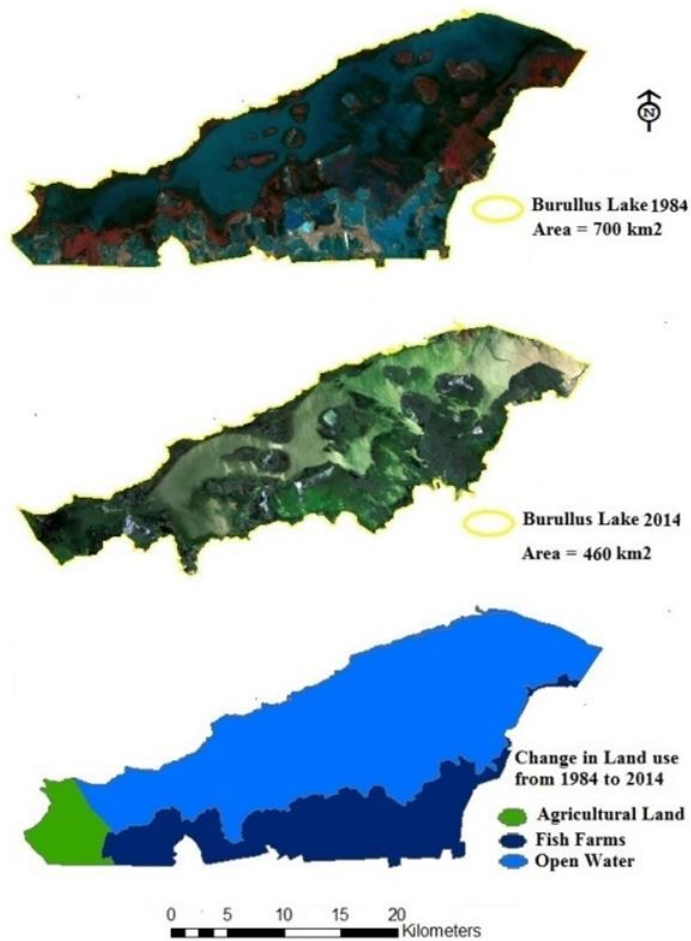 N
Burullus Lake 1984
Area = 700 km2
Burullus Lake 2014
Area = 460 km2
Change in Land use
from 1984 to 2014
Agricultural Land
Fish Farms
Open Water
0 5 10 15 20
Kilometers